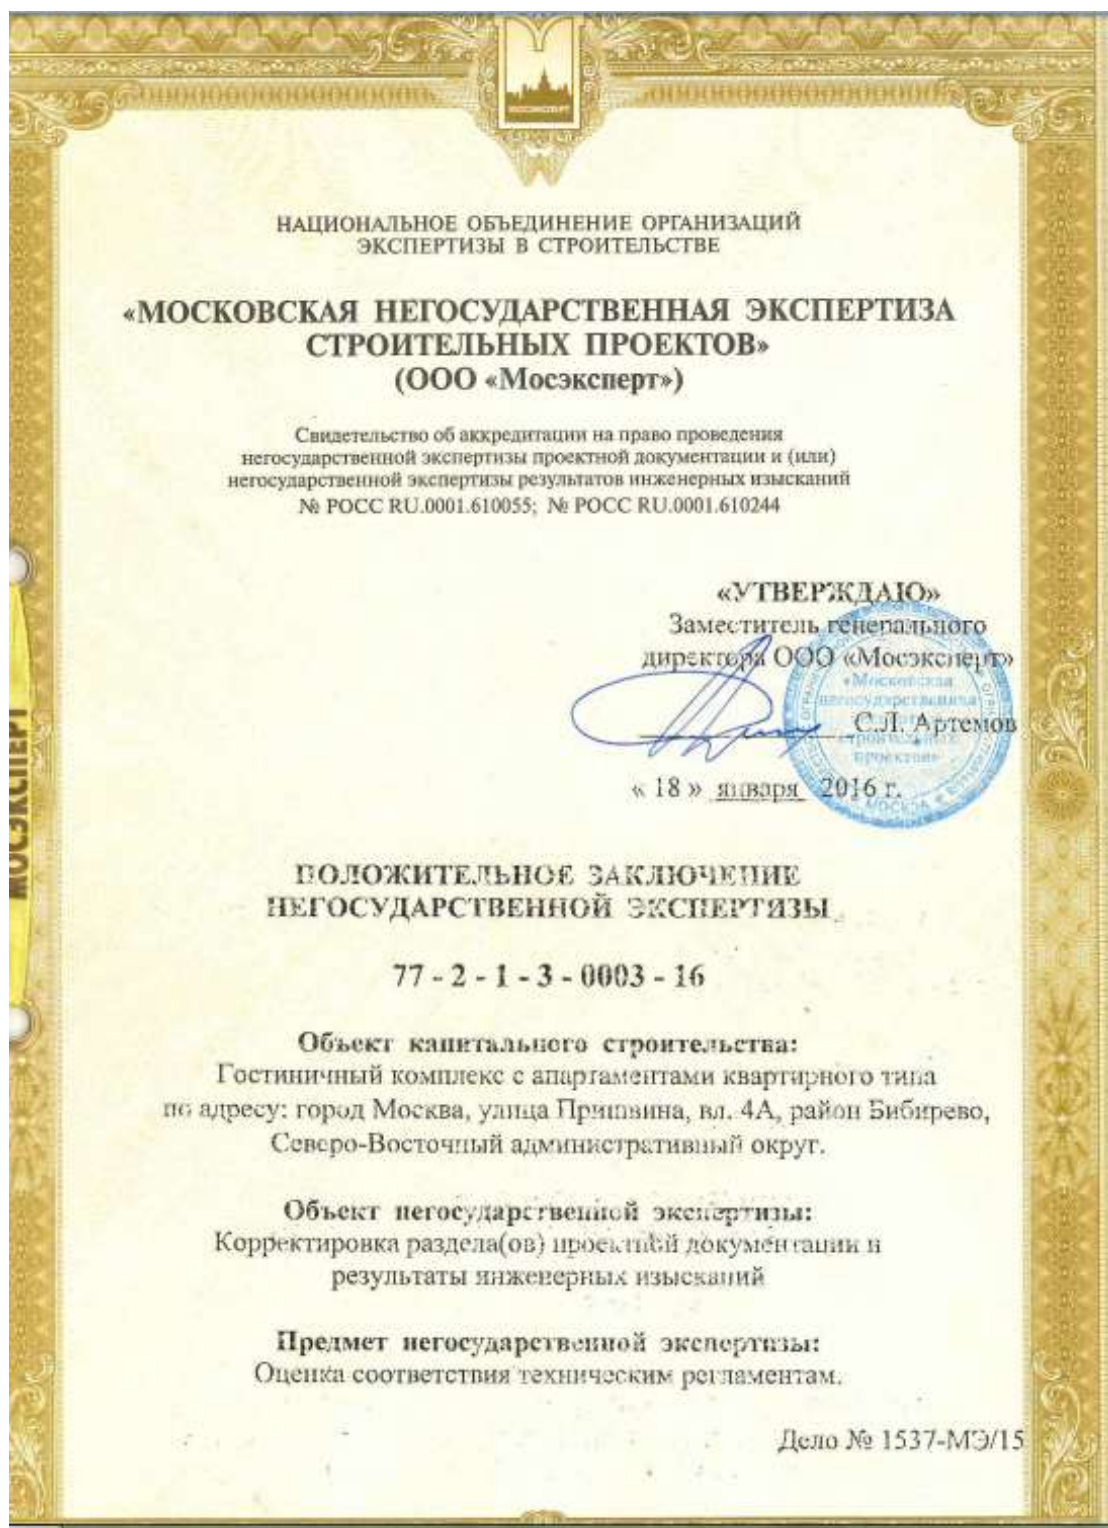 МОСЭКСПЕРТ
НАЦИОНАЛЬНОЕ ОБЪЕДИНЕНИЕ ОРГАНИЗАЦИЙ
ЭКСПЕРТИЗЫ В СТРОИТЕЛЬСТВЕ
«МОСКОВСКАЯ НЕГОСУДАРСТВЕННАЯ ЭКСПЕРТИЗА
СТРОИТЕЛЬНЫХ ПРОЕКТОВ»
(ООО «Мосэксперт»)
Свидетельство об аккредитации на право проведения
негосударственной экспертизы проектной документации и (или)
негосударственной экспертизы результатов инженерных изысканий
№ РОСС RU.0001.610055; № РОСС RU.0001.610244
«УТВЕРЖДАЮ»
Заместитель генерального
директора ООО «Мосэксперт»
С.Л. Артемов
« 18 » января 2016 г.
«Московская
негосударственная
строительных
проектов»
МОСКВА
МОСЭКСПЕРТ
ПОЛОЖИТЕЛЬНОЕ ЗАКЛЮЧЕНИЕ
НЕГОСУДАРСТВЕННОЙ ЭКСПЕРТИЗЫ
77 - 2 - 1 - 3 - 0003 - 16
Объект капитального строительства:
Гостиничный комплекс с апартаментами квартирного типа
по адресу: город Москва, улица Пришвина, вл. 4А, район Бибирево,
Северо-Восточный административный округ.
Объект негосударственной экспертизы:
Корректировка раздела(ов) проектной документации и
результаты инженерных изысканий
Предмет негосударственной экспертизы:
Оценка соответствия техническим регламентам.
Дело № 1537-МЭ/15